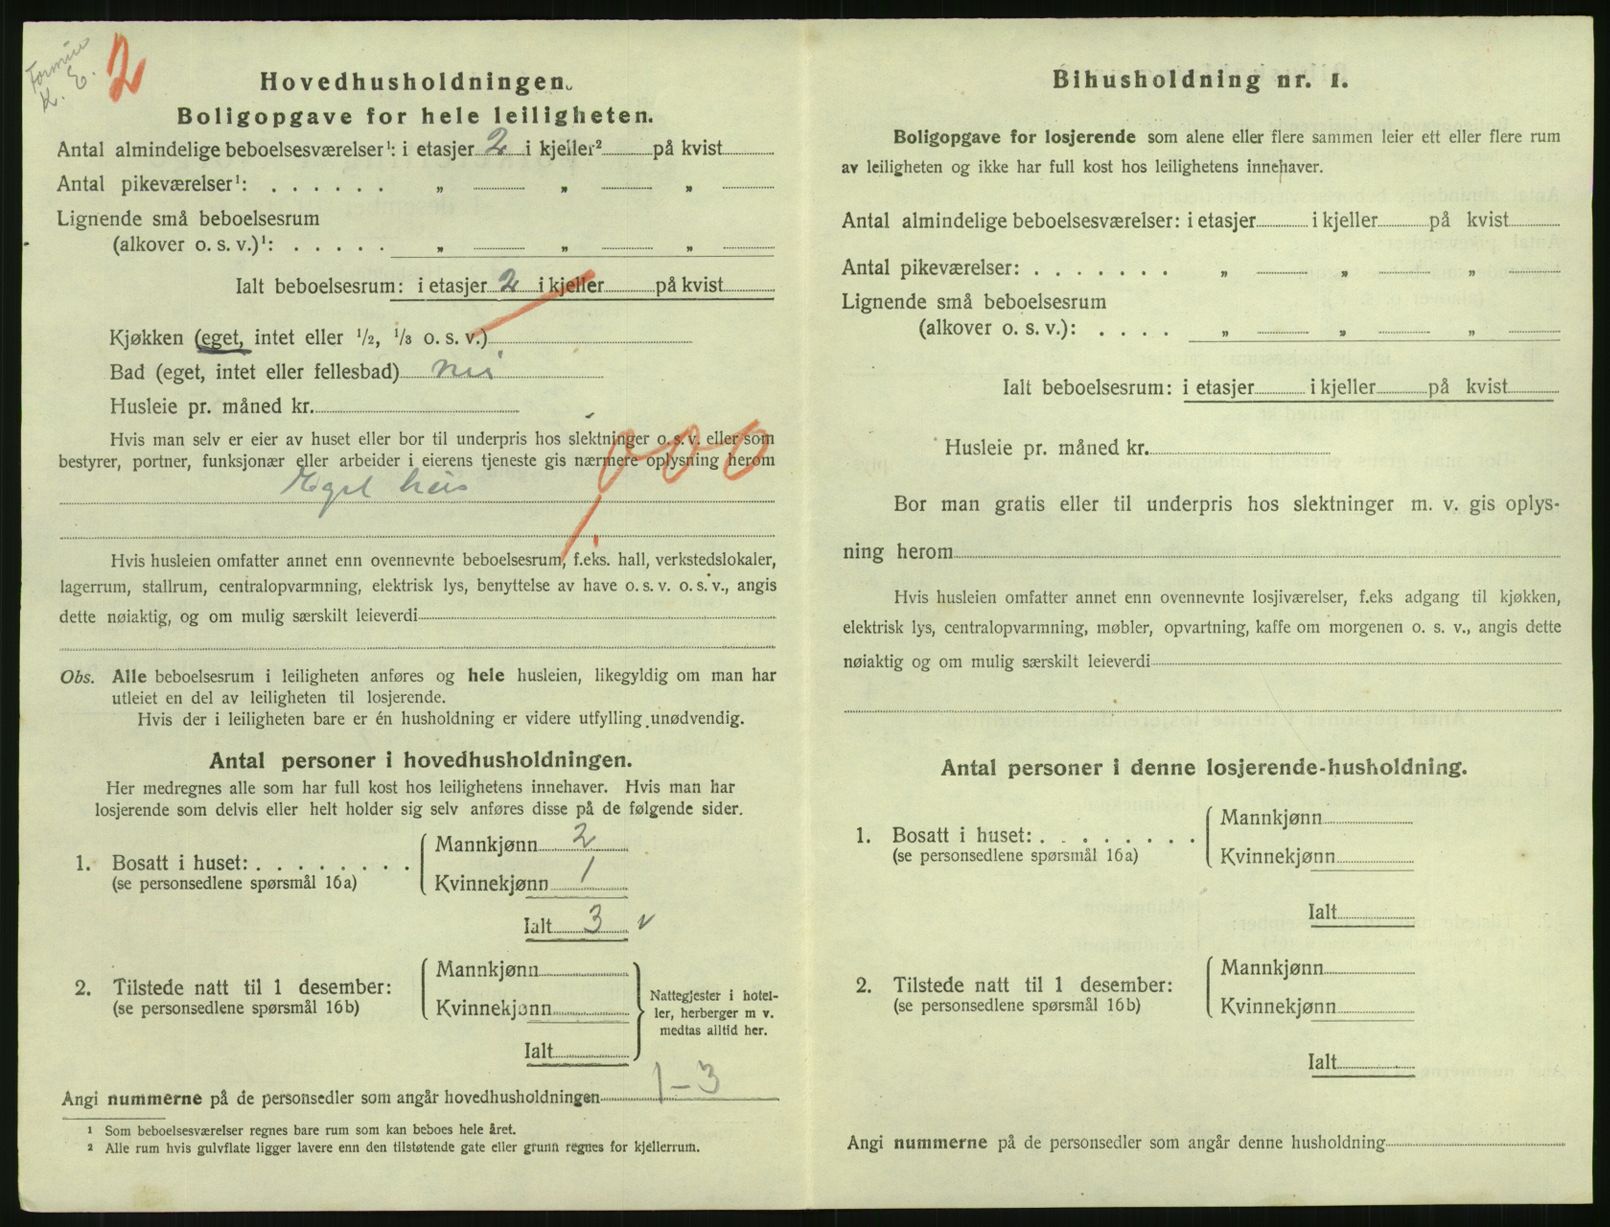 K. E.
2
Hovedhusholdningen.
Boligopgave for hele leiligheten.
Antal almindelige beboelsesværelser¹: i etasjer 2 i kjeller² på kvist
Antal pikeværelser¹: . . . . . . „ „ „
Lignende små beboelsesrum
(alkover o. s. v.)¹: . . . . . „ „ „
Ialt beboelsesrum: i etasjer 2 i kjeller på kvist
Kjøkken (eget, intet eller ¹/₂, ¹/₃ o. s. v.)
Bad (eget, intet eller fellesbad)
Husleie pr. måned kr.
Hvis man selv er eier av huset eller bor til underpris hos slektninger o. s. v. eller som
bestyrer, portner, funksjonær eller arbeider i eierens tjeneste gis nærmere oplysning herom
000
Eget hus
Hvis husleien omfatter annet enn ovennevnte beboelsesrum, f.eks. hall, verkstedslokaler,
lagerrum, stallrum, centralopvarmning, elektrisk lys, benyttelse av have o. s. v. o. s. v., angis
dette nøiaktig, og om mulig særskilt leieverdi
Obs. Alle beboelsesrum i leiligheten anføres og hele husleien, likegyldig om man har
utleiet en del av leiligheten til losjerende.
Hvis der i leiligheten bare er én husholdning er videre utfylling unødvendig.
Antal personer i hovedhusholdningen.
Her medregnes alle som har full kost hos leilighetens innehaver. Hvis man har
losjerende som delvis eller helt holder sig selv anføres disse på de følgende sider.
Mannkjønn 2
1. Bosatt i huset: . . . . . . . .
(se personsedlene spørsmål 16a)
Kvinnekjønn 1
Ialt 3 v
Mannkjønn
2. Tilstede natt til 1 desember:
(se personsedlene spørsmål 16b)
Kvinnekjønn
Ialt
Nattegjester i hotel-
ler, herberger m v.
medtas alltid her.
Angi nummerne på de personsedler som angår hovedhusholdningen 1-3
¹ Som beboelsesværelser regnes bare rum som kan beboes hele året.
² Alle rum hvis gulvflate ligger lavere enn den tilstøtende gate eller grunn regnes for kjellerrum.
Bihusholdning nr. 1.
Boligopgave for losjerende som alene eller flere sammen leier ett eller flere rum
av leiligheten og ikke har full kost hos leilighetens innehaver.
Antal almindelige beboelsesværelser: i etasjer i kjeller på kvist
Antal pikeværelser: . . . . . . . „ „ „
Lignende små beboelsesrum
(alkover o. s. v.): . . . . „ „ „
Ialt beboelsesrum: i etasjer i kjeller på kvist
Husleie pr. måned kr.
Bor man gratis eller til underpris hos slektninger m. v. gis oplys-
ning herom
Hvis husleien omfatter annet enn ovennevnte losjiværelser, f.eks adgang til kjøkken,
elektrisk lys, centralopvarmning, møbler, opvartning, kaffe om morgenen o. s. v., angis dette
nøiaktig og om mulig særskilt leieverdi
Antal personer i denne losjerende-husholdning.
Mannkjønn
1. Bosatt i huset: . . . . . . . .
(se personsedlene spørsmål 16a)
Kvinnekjønn
Ialt
Mannkjønn
2. Tilstede natt til 1 desember:
(se personsedlene spørsmål 16b)
Kvinnekjønn
Ialt
Angi nummerne på de personsedler som angår denne husholdning